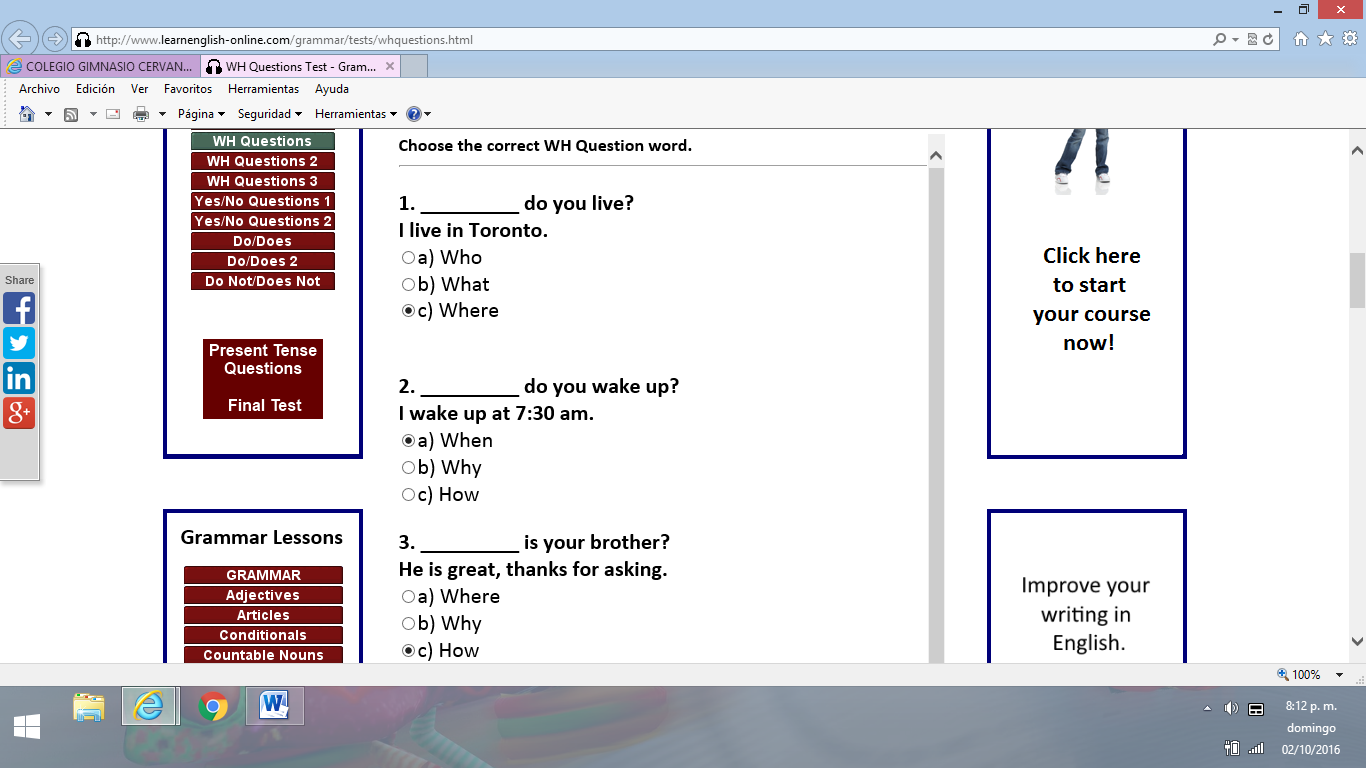 http://www.learnenglish-online.com/grammar/tests/whquestions.html
COLEGIO GIMNASIO CERVAN...
WH Questions Test - Gram...
Archivo Edición Ver Favoritos Herramientas Ayuda
Página Seguridad Herramientas
WH Questions
WH Questions 2
WH Questions 3
Yes/No Questions 1
Yes/No Questions 2
Do/Does
Do/Does 2
Do Not/Does Not
Share
Present Tense
Questions
Final Test
Grammar Lessons
GRAMMAR
Adjectives
Articles
Conditionals
Countable Nouns
Choose the correct WH Question word.
1. _________ do you live?
I live in Toronto.
a) Who
b) What
c) Where
2. _________ do you wake up?
I wake up at 7:30 am.
a) When
b) Why
c) How
3. _________ is your brother?
He is great, thanks for asking.
a) Where
b) Why
c) How
Click here
to start
your course
now!
Improve your
writing in
English.
100%
8:12 p. m.
domingo
02/10/2016